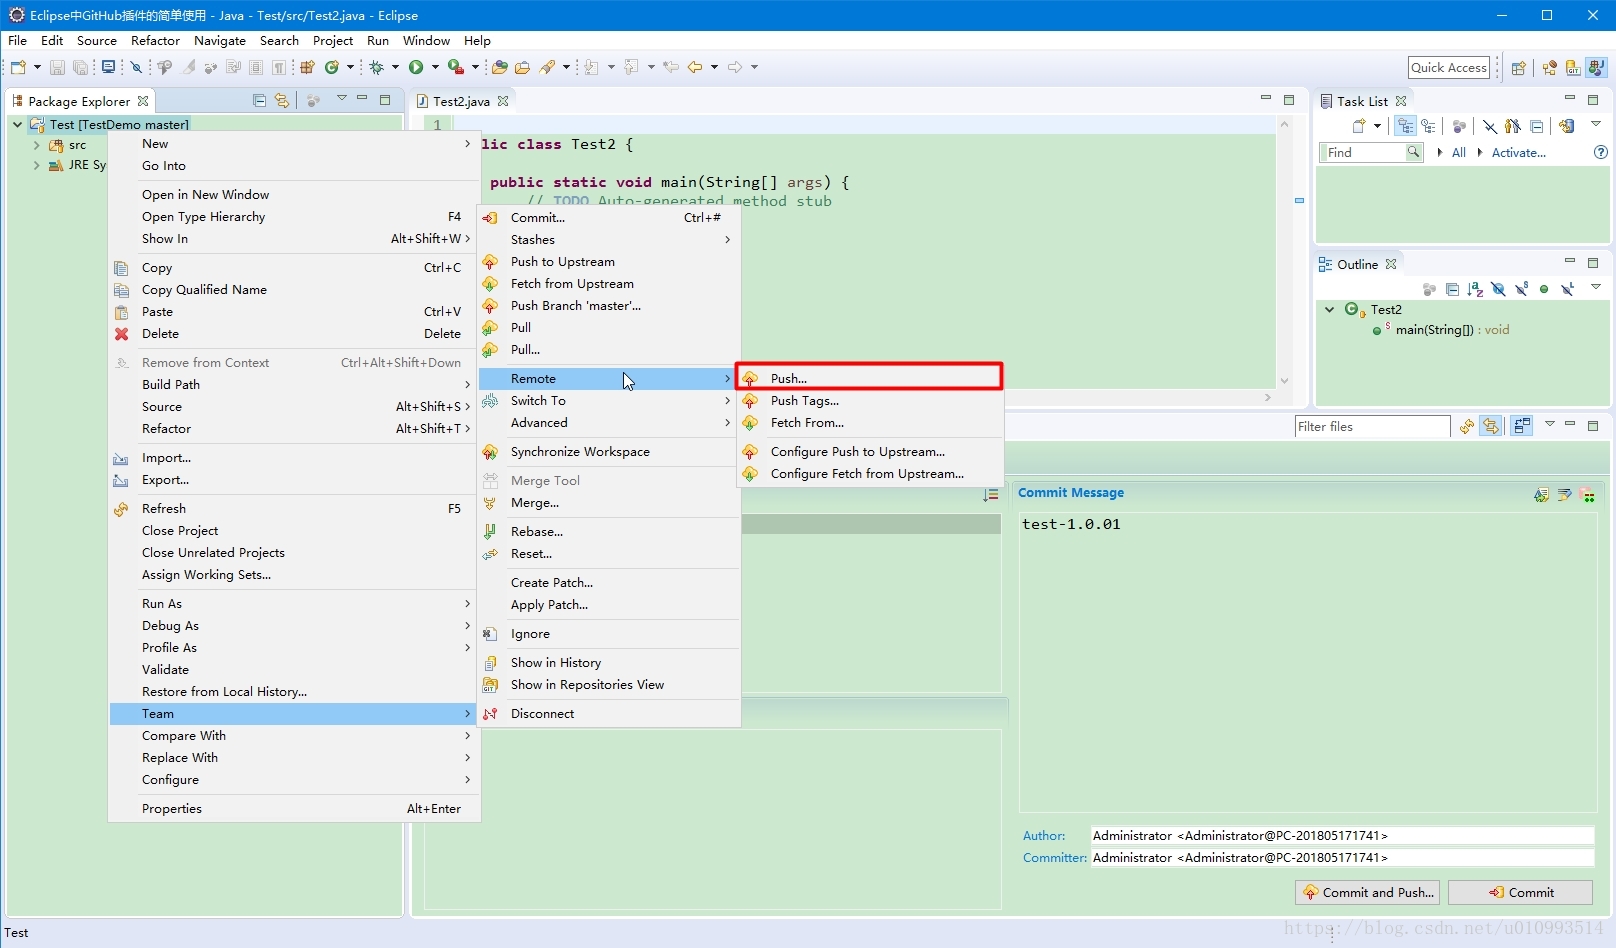 Eclipse中GitHub插件的简单使用 - Java - Test/src/Test2.java - Eclipse
File Edit Source Refactor Navigate Search Project Run Window Help
Quick Access
Package Explorer
Test [TestDemo master]
src
JRE Sy
New
Go Into
Open in New Window
Open Type Hierarchy F4
Show In Alt+Shift+W
Copy Ctrl+C
Copy Qualified Name
Paste Ctrl+V
Delete Delete
Remove from Context Ctrl+Alt+Shift+Down
Build Path
Source Alt+Shift+S
Refactor Alt+Shift+T
Import...
Export...
Refresh F5
Close Project
Close Unrelated Projects
Assign Working Sets...
Run As
Debug As
Profile As
Validate
Restore from Local History...
Team
Compare With
Replace With
Configure
Properties Alt+Enter
Test2.java
1
lic class Test2 {
public static void main(String[] args) {
// TODO Auto-generated method stub
Commit... Ctrl+#
Stashes
Push to Upstream
Fetch from Upstream
Push Branch 'master'...
Pull
Pull...
Remote
Switch To
Advanced
Synchronize Workspace
Merge Tool
Merge...
Rebase...
Reset...
Create Patch...
Apply Patch...
Ignore
Show in History
Show in Repositories View
Disconnect
Push...
Push Tags...
Fetch From...
Configure Push to Upstream...
Configure Fetch from Upstream...
Task List
Find All Activate...
Outline
Test2
main(String[]) : void
Filter files
Commit Message
test-1.0.01
Author: Administrator <Administrator@PC-201805171741>
Committer: Administrator <Administrator@PC-201805171741>
Commit and Push... Commit
Test
https://blog.csdn.net/u010993514